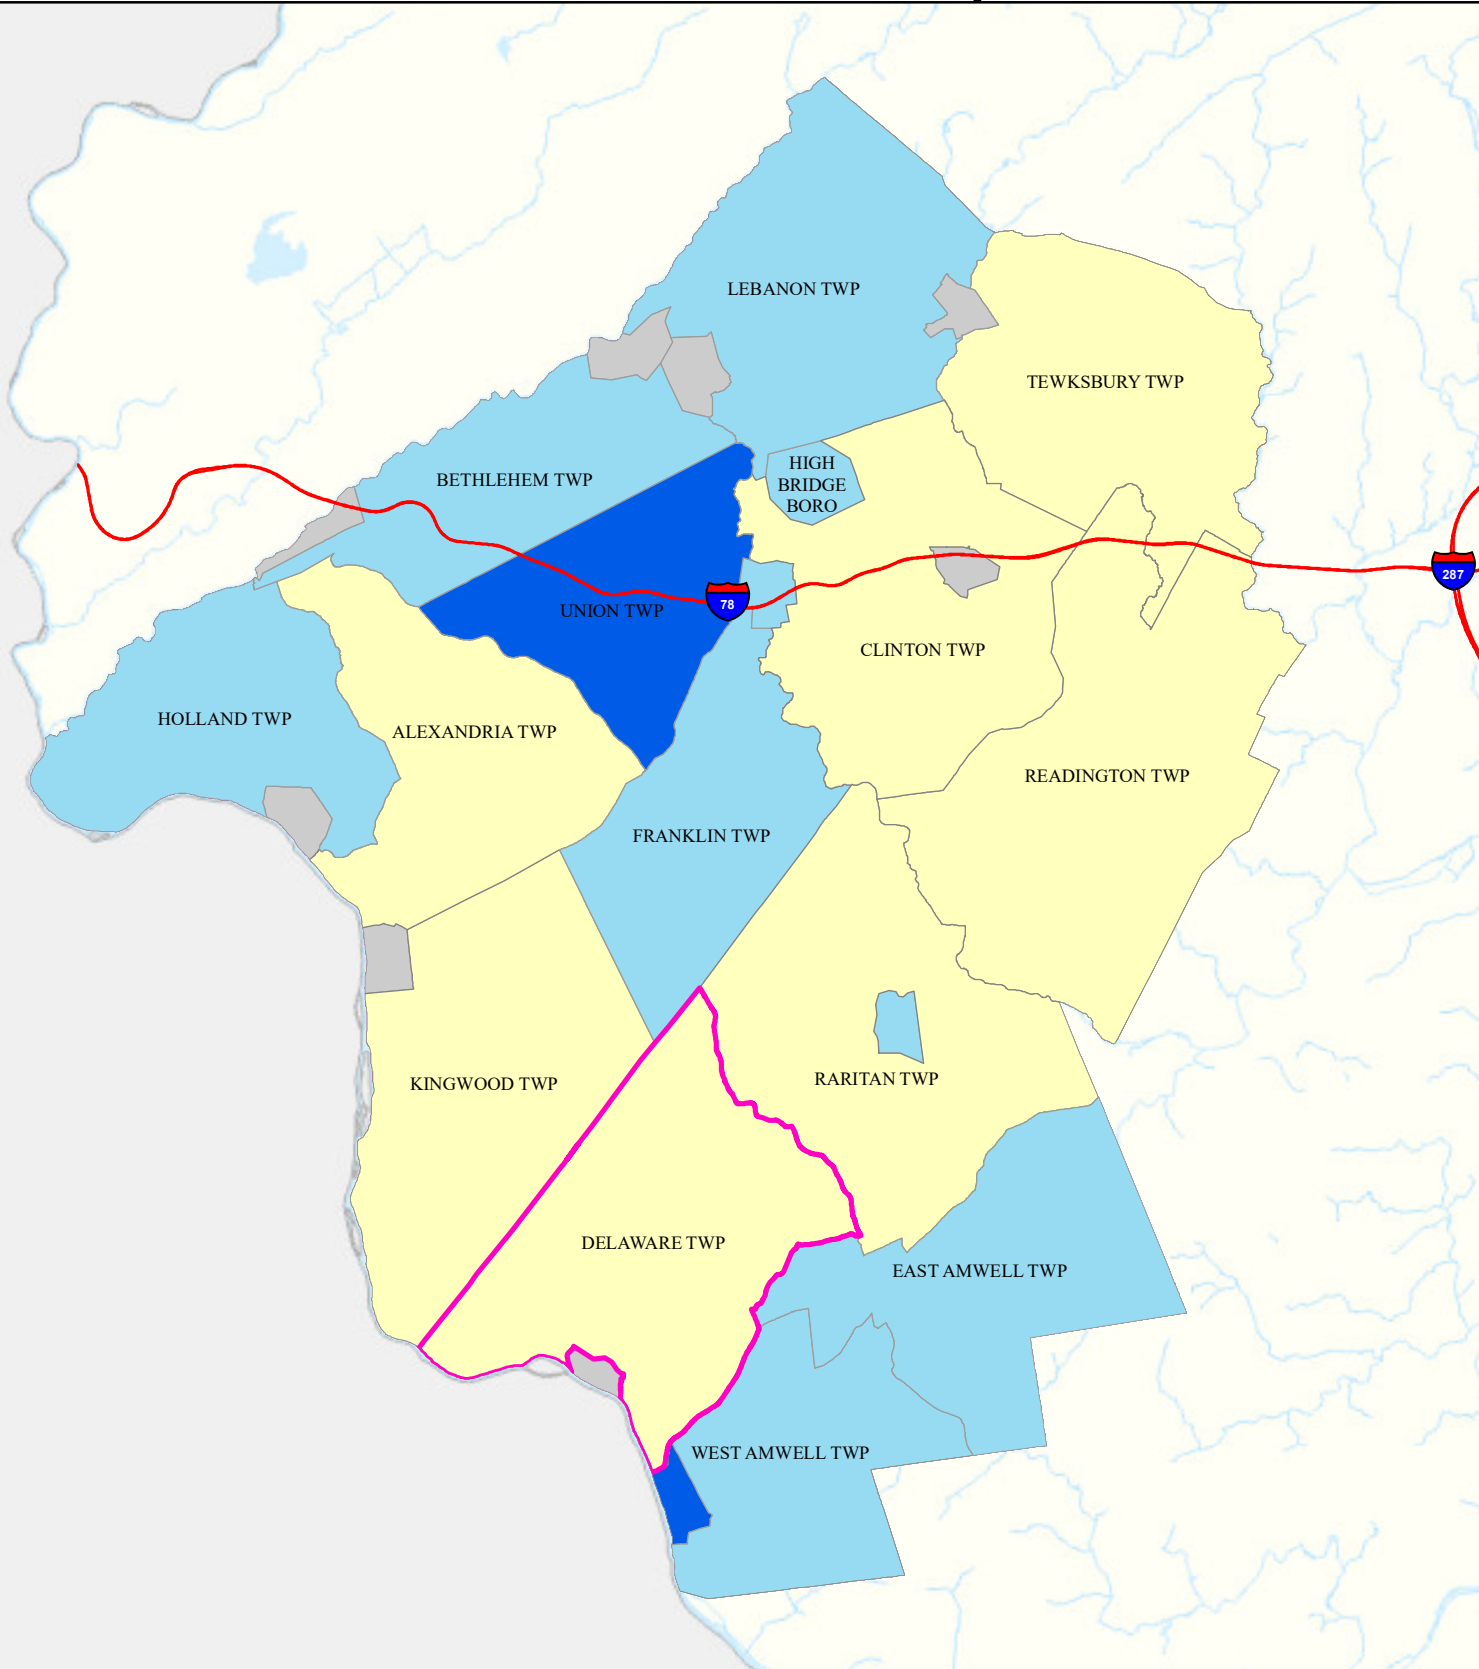 LEBANON TWP
TEWKSBURY TWP
HIGH
BRIDGE
BORO
BETHLEHEM TWP
287
78
UNION TWP
CLINTON TWP
HOLLAND TWP
ALEXANDRIA TWP
READINGTON TWP
FRANKLIN TWP
RARITAN TWP
KINGWOOD TWP
DELAWARE TWP
EAST AMWELL TWP
WEST AMWELL TWP